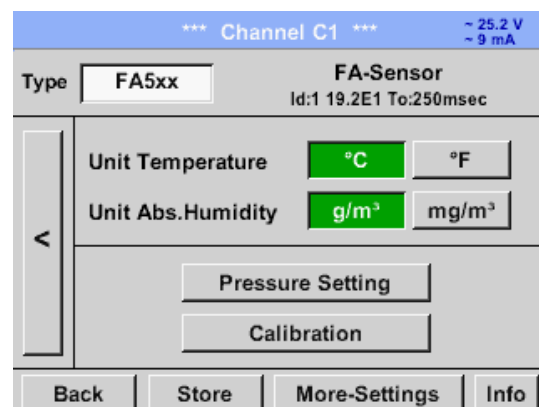 *** Channel C1 ***
~ 25.2 V
~ 9 mA
Type FA5xx
FA-Sensor
Id:1 19.2E1 To:250msec
Unit Temperature °C °F
Unit Abs.Humidity g/m³ mg/m³
<
Pressure Setting
Calibration
Back Store More-Settings Info